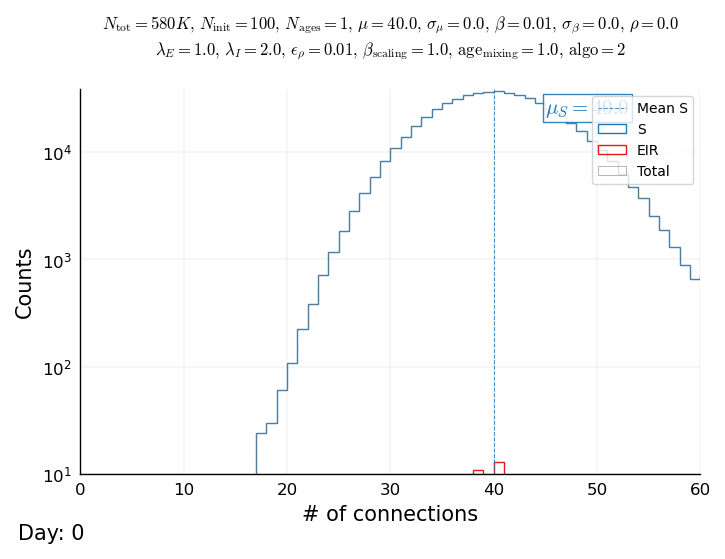 N_tot = 580K, N_init = 100, N_ages = 1, μ = 40.0, σ_μ = 0.0, β = 0.01, σ_β = 0.0, ρ = 0.0
λ_E = 1.0, λ_I = 2.0, ϵ_ρ = 0.01, β_scaling = 1.0, age_mixing = 1.0, algo = 2
μ_S = 40.0
Mean S
S
EIR
Total
Counts
10^4
10^3
10^2
10^1
0 10 20 30 40 50 60
# of connections
Day: 0